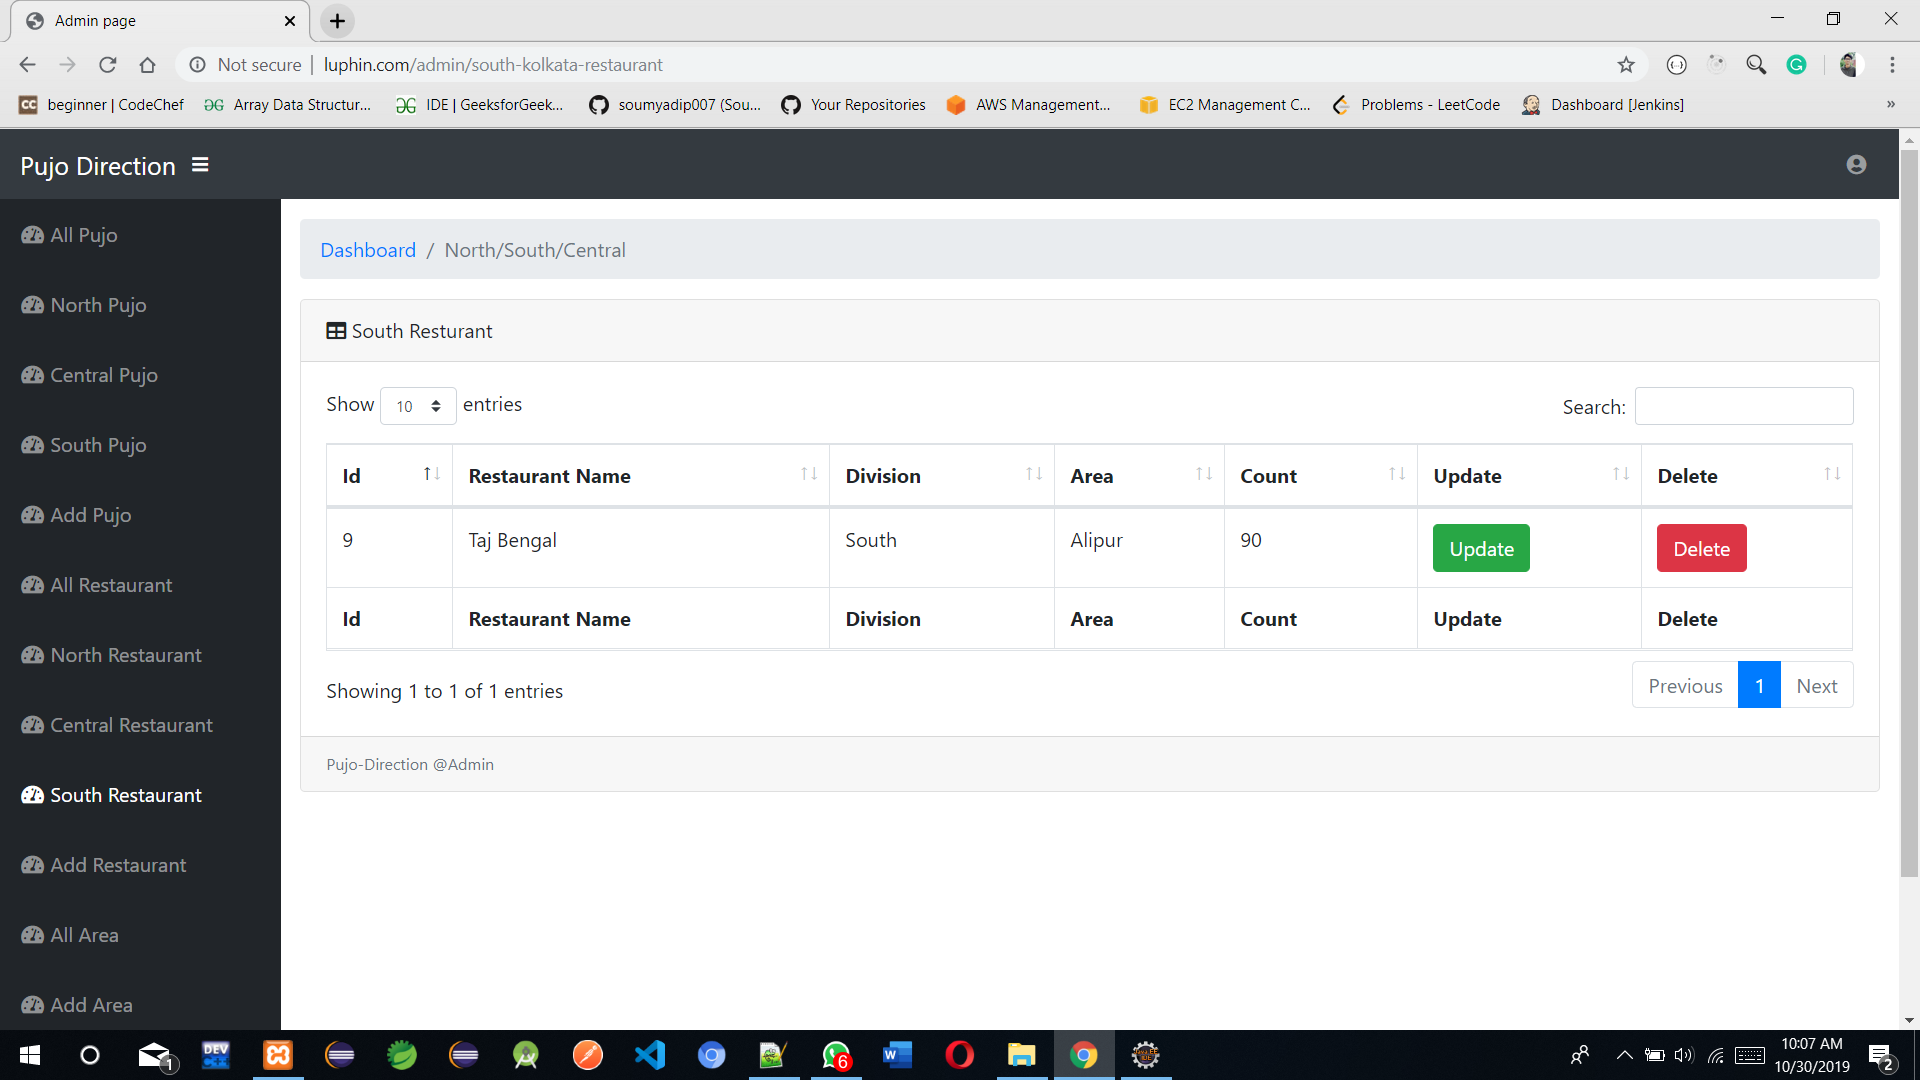 Admin page
Not secure | luphin.com/admin/south-kolkata-restaurant
CC beginner | CodeChef
Array Data Structur...
IDE | GeeksforGeek...
soumyadip007 (Sou...
Your Repositories
AWS Management...
EC2 Management C...
Problems - LeetCode
Dashboard [Jenkins]
»
Pujo Direction
All Pujo
North Pujo
Central Pujo
South Pujo
Add Pujo
All Restaurant
North Restaurant
Central Restaurant
South Restaurant
Add Restaurant
All Area
Add Area
Dashboard / North/South/Central
South Resturant
Show 10 entries
Search:
Id Restaurant Name Division Area Count Update Delete
9 Taj Bengal South Alipur 90 Update Delete
Id Restaurant Name Division Area Count Update Delete
Showing 1 to 1 of 1 entries
Previous 1 Next
Pujo-Direction @Admin
1
DEV C++
6
10:07 AM
10/30/2019
2